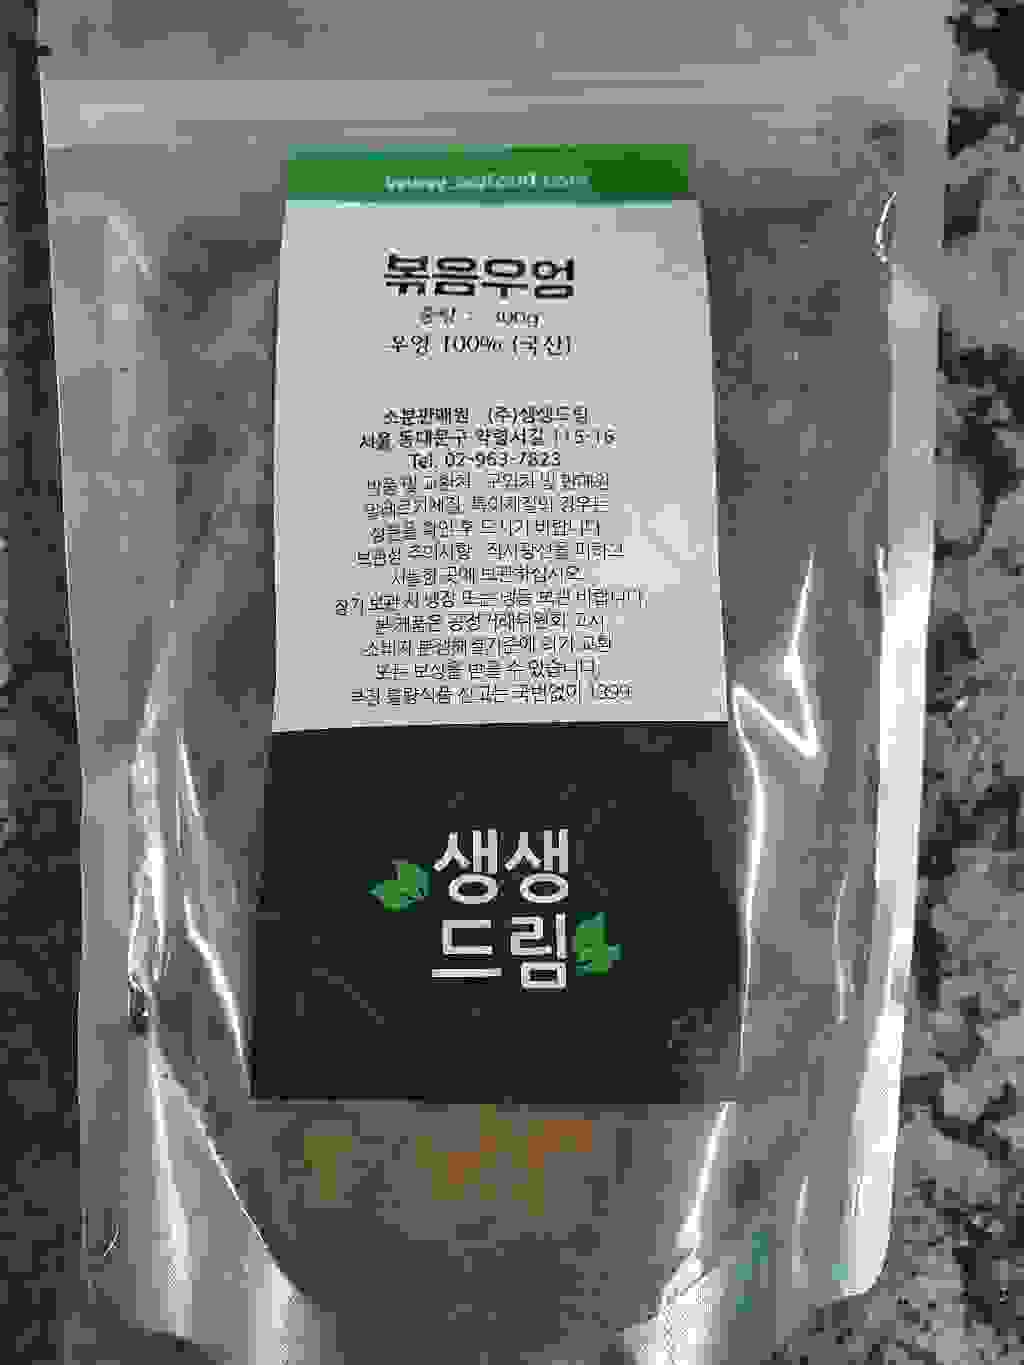 볶음우엉
중량 : 300g
우엉 100% (국산)
소분판매원 (주)생생드림
서울 동대문구 약령서길 115-16
Tel. 02-963-7823
반품 및 교환처 구입처 및 판매원
알레르기체질, 특이체질의 경우는
성분을 확인 후 드시기 바랍니다
보관상 주의사항 직사광선을 피하고
서늘한 곳에 보관하십시오
장기 보관 시 냉장 또는 냉동 보관 바랍니다
본 제품은 공정거래위원회 고시
소비자 분쟁해결기준에 의거 교환
또는 보상을 받을 수 있습니다
부정 불량식품 신고는 국번없이 1399
생생
드림